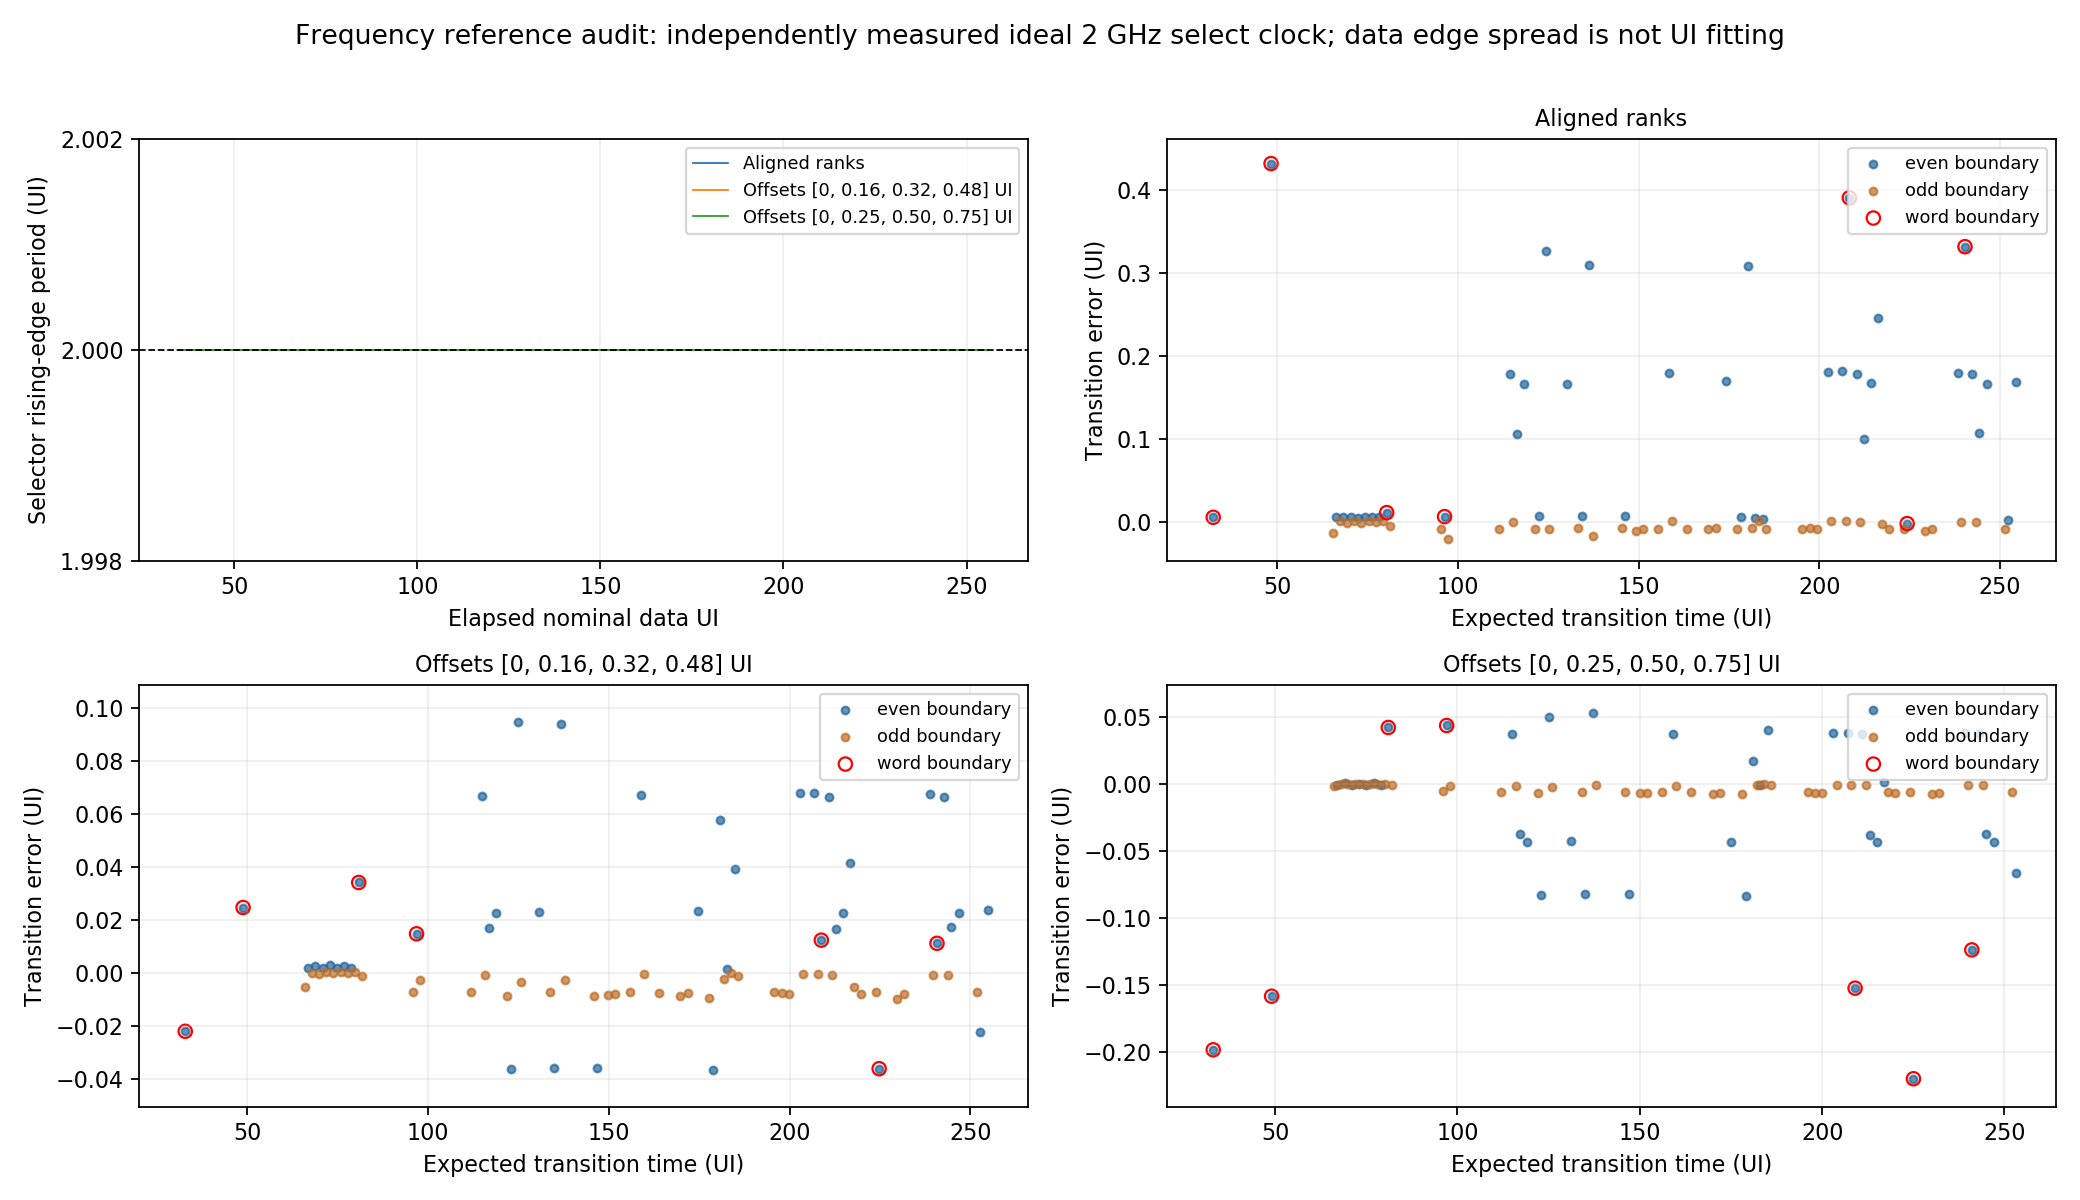 Frequency reference audit: independently measured ideal 2 GHz select clock; data edge spread is not UI fitting
2.002
2.000
1.998
Selector rising-edge period (UI)
Aligned ranks
Offsets [0, 0.16, 0.32, 0.48] UI
Offsets [0, 0.25, 0.50, 0.75] UI
50
100
150
200
250
Elapsed nominal data UI
Aligned ranks
0.4
0.3
0.2
0.1
0.0
Transition error (UI)
even boundary
odd boundary
word boundary
50
100
150
200
250
Expected transition time (UI)
Offsets [0, 0.16, 0.32, 0.48] UI
0.10
0.08
0.06
0.04
0.02
0.00
−0.02
−0.04
Transition error (UI)
even boundary
odd boundary
word boundary
50
100
150
200
250
Expected transition time (UI)
Offsets [0, 0.25, 0.50, 0.75] UI
0.05
0.00
−0.05
−0.10
−0.15
−0.20
Transition error (UI)
even boundary
odd boundary
word boundary
50
100
150
200
250
Expected transition time (UI)